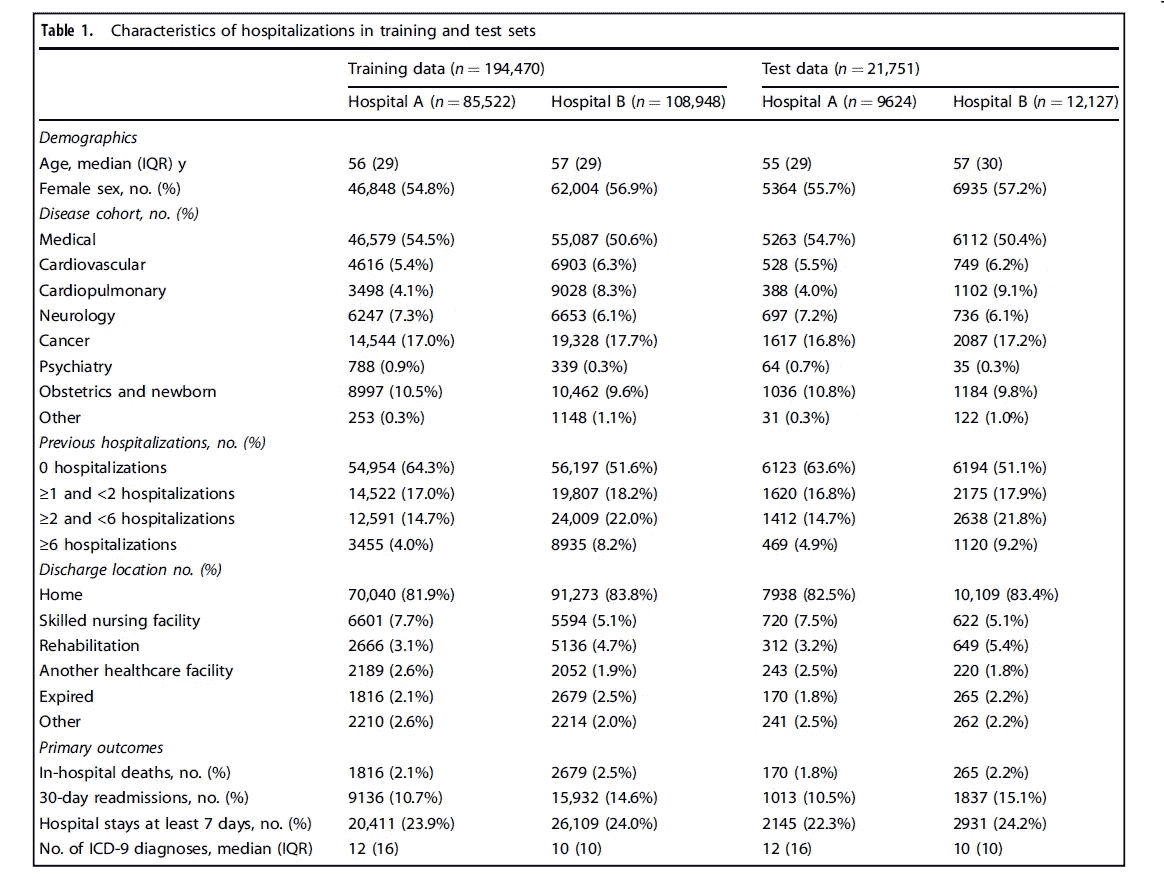 Table 1. Characteristics of hospitalizations in training and test sets
Training data (n = 194,470) Test data (n = 21,751)
Hospital A (n = 85,522) Hospital B (n = 108,948) Hospital A (n = 9624) Hospital B (n = 12,127)
Demographics
Age, median (IQR) y 56 (29) 57 (29) 55 (29) 57 (30)
Female sex, no. (%) 46,848 (54.8%) 62,004 (56.9%) 5364 (55.7%) 6935 (57.2%)
Disease cohort, no. (%)
Medical 46,579 (54.5%) 55,087 (50.6%) 5263 (54.7%) 6112 (50.4%)
Cardiovascular 4616 (5.4%) 6903 (6.3%) 528 (5.5%) 749 (6.2%)
Cardiopulmonary 3498 (4.1%) 9028 (8.3%) 388 (4.0%) 1102 (9.1%)
Neurology 6247 (7.3%) 6653 (6.1%) 697 (7.2%) 736 (6.1%)
Cancer 14,544 (17.0%) 19,328 (17.7%) 1617 (16.8%) 2087 (17.2%)
Psychiatry 788 (0.9%) 339 (0.3%) 64 (0.7%) 35 (0.3%)
Obstetrics and newborn 8997 (10.5%) 10,462 (9.6%) 1036 (10.8%) 1184 (9.8%)
Other 253 (0.3%) 1148 (1.1%) 31 (0.3%) 122 (1.0%)
Previous hospitalizations, no. (%)
0 hospitalizations 54,954 (64.3%) 56,197 (51.6%) 6123 (63.6%) 6194 (51.1%)
≥1 and <2 hospitalizations 14,522 (17.0%) 19,807 (18.2%) 1620 (16.8%) 2175 (17.9%)
≥2 and <6 hospitalizations 12,591 (14.7%) 24,009 (22.0%) 1412 (14.7%) 2638 (21.8%)
≥6 hospitalizations 3455 (4.0%) 8935 (8.2%) 469 (4.9%) 1120 (9.2%)
Discharge location no. (%)
Home 70,040 (81.9%) 91,273 (83.8%) 7938 (82.5%) 10,109 (83.4%)
Skilled nursing facility 6601 (7.7%) 5594 (5.1%) 720 (7.5%) 622 (5.1%)
Rehabilitation 2666 (3.1%) 5136 (4.7%) 312 (3.2%) 649 (5.4%)
Another healthcare facility 2189 (2.6%) 2052 (1.9%) 243 (2.5%) 220 (1.8%)
Expired 1816 (2.1%) 2679 (2.5%) 170 (1.8%) 265 (2.2%)
Other 2210 (2.6%) 2214 (2.0%) 241 (2.5%) 262 (2.2%)
Primary outcomes
In-hospital deaths, no. (%) 1816 (2.1%) 2679 (2.5%) 170 (1.8%) 265 (2.2%)
30-day readmissions, no. (%) 9136 (10.7%) 15,932 (14.6%) 1013 (10.5%) 1837 (15.1%)
Hospital stays at least 7 days, no. (%) 20,411 (23.9%) 26,109 (24.0%) 2145 (22.3%) 2931 (24.2%)
No. of ICD-9 diagnoses, median (IQR) 12 (16) 10 (10) 12 (16) 10 (10)